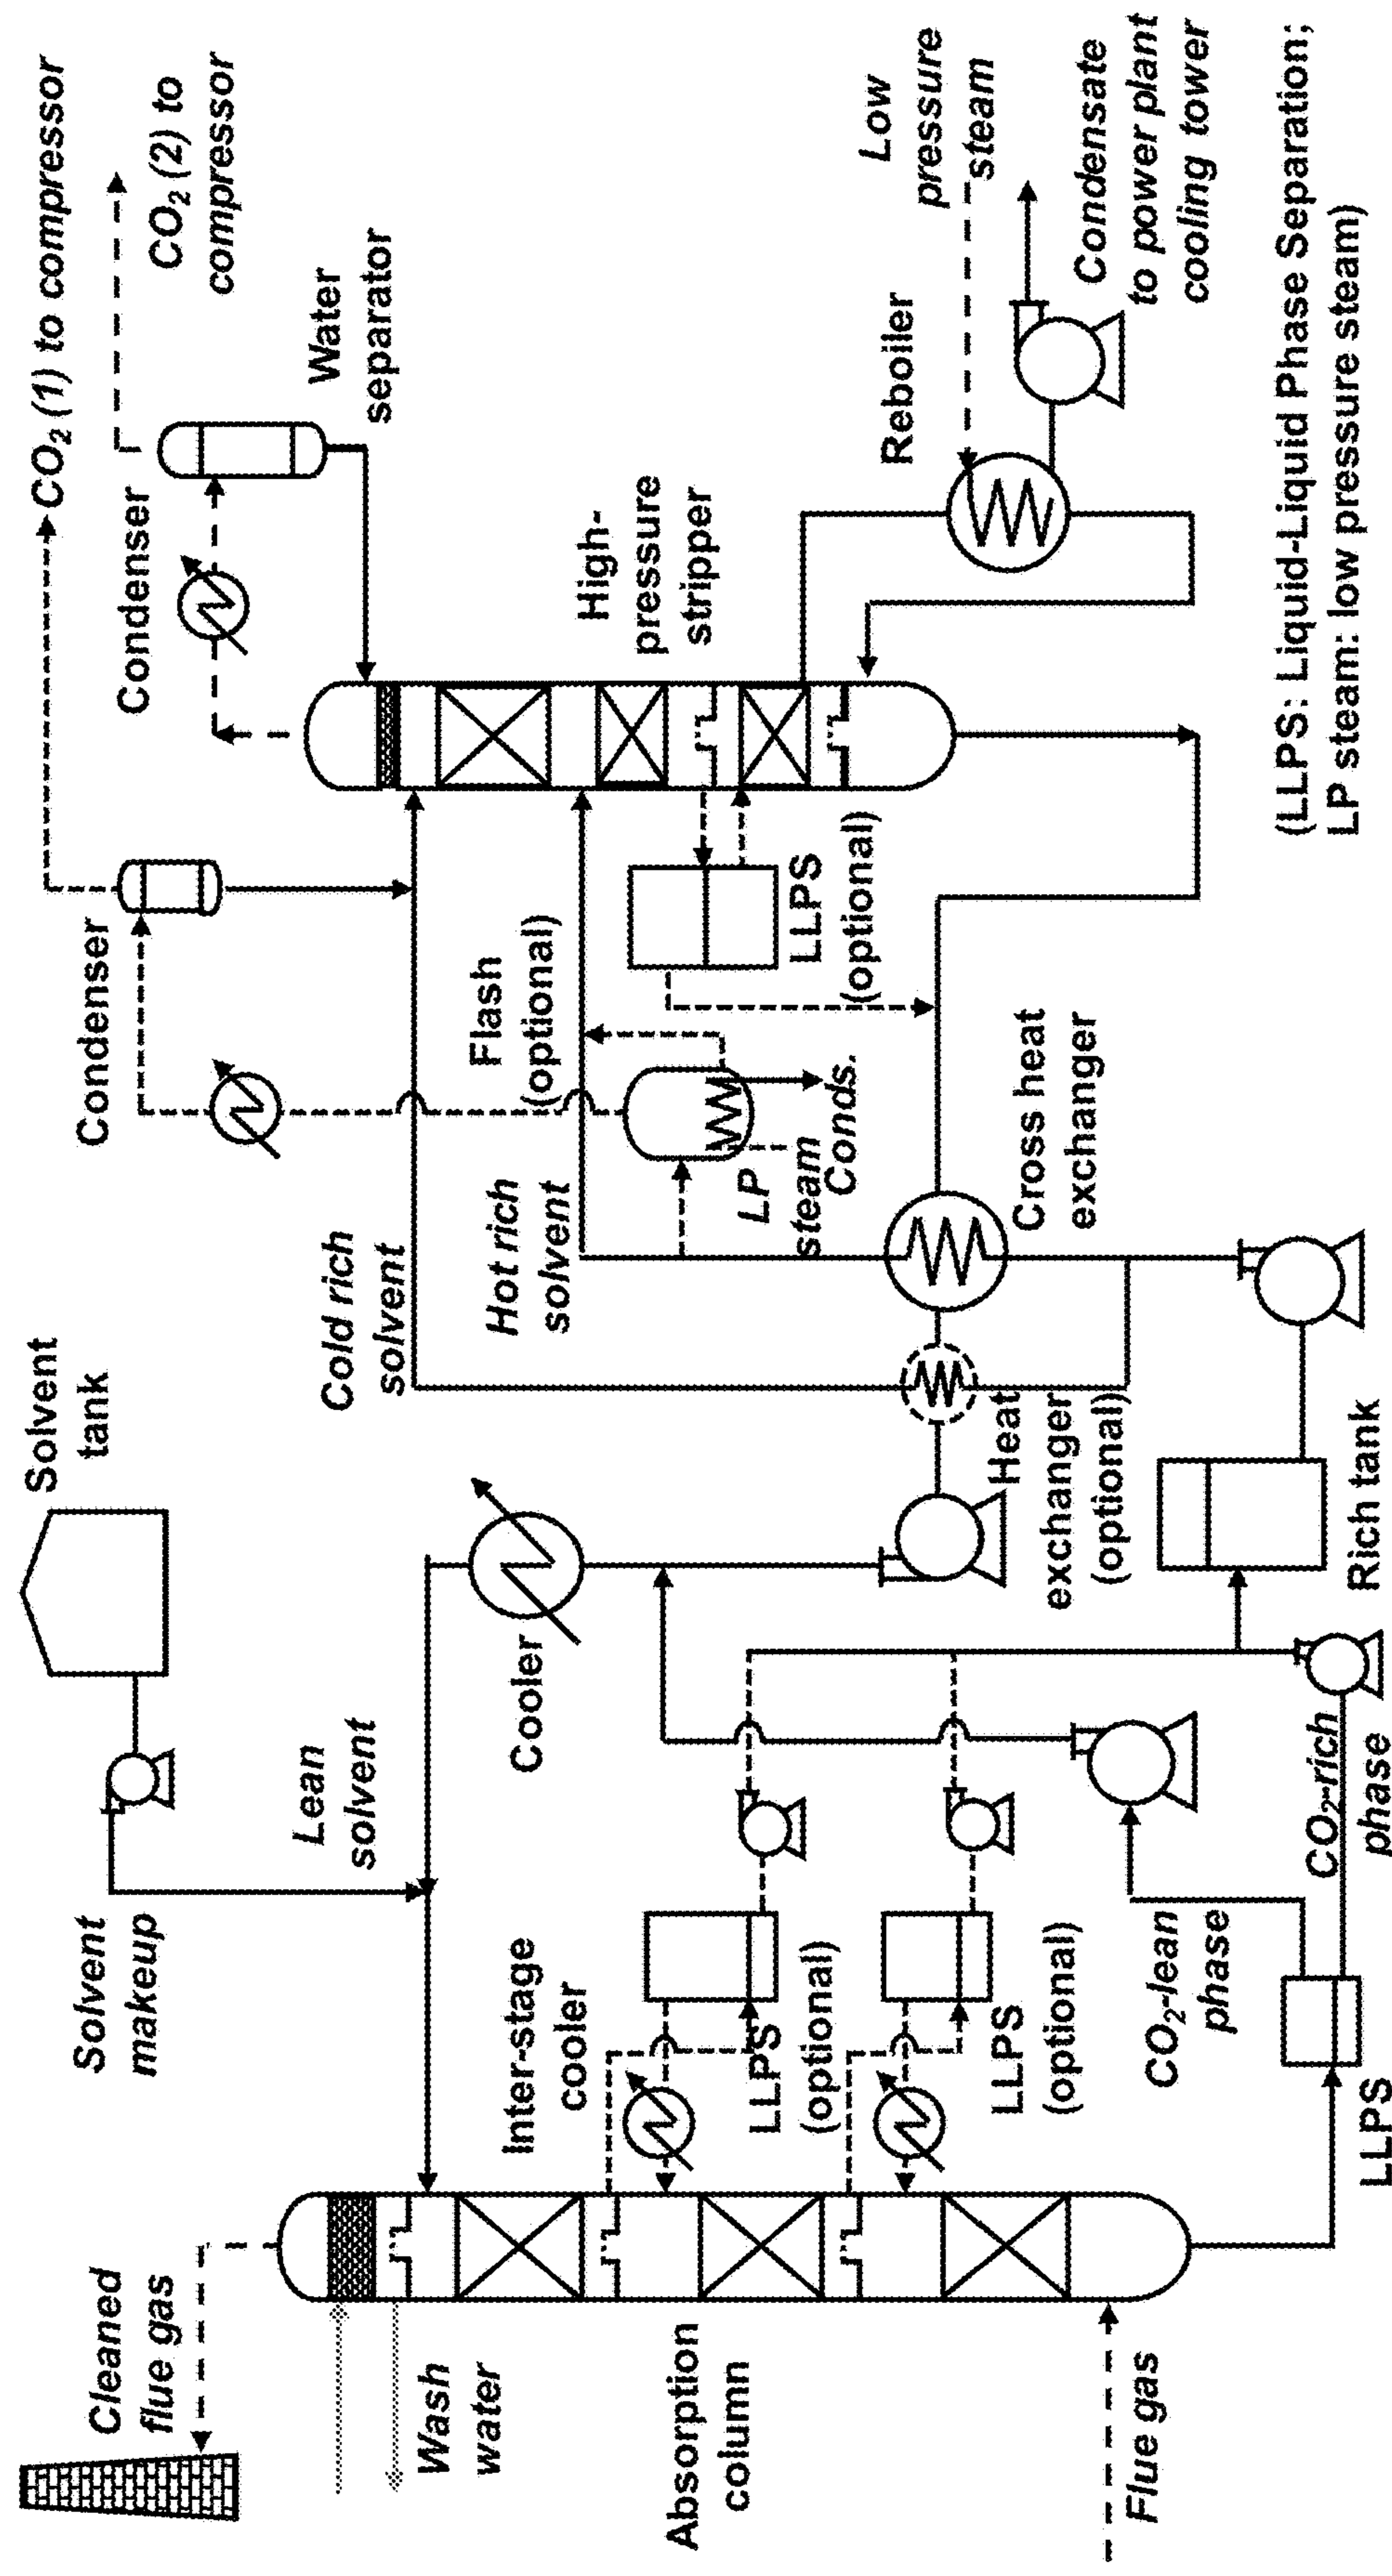 Cleaned
flue gas
Wash
water
Absorption
column
Flue gas
Solvent
makeup
Solvent
tank
Lean
solvent
Inter-stage
cooler
LLPS
(optional)
LLPS
(optional)
CO₂-lean
phase
LLPS
CO₂-rich
phase
Cooler
Rich tank
Heat
exchanger
(optional)
Cold rich
solvent
Hot rich
solvent
Cross heat
exchanger
Flash
(optional)
LP
steam
Conds.
LLPS
(optional)
Condenser
CO₂ (1) to compressor
Condenser
CO₂ (2) to
compressor
Water
separator
High-
pressure
stripper
Reboiler
Low
pressure
steam
Condensate
to power plant
cooling tower
(LLPS: Liquid-Liquid Phase Separation;
LP steam: low pressure steam)